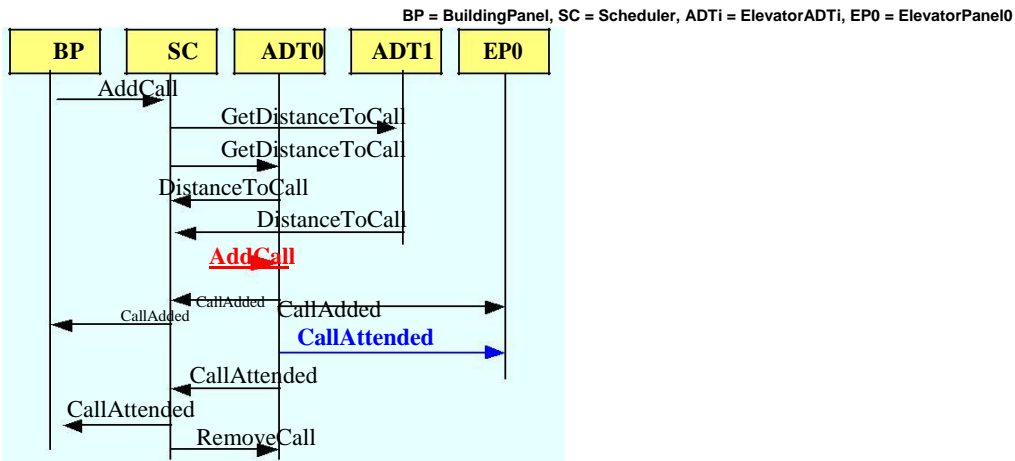 BP = BuildingPanel, SC = Scheduler, ADTi = ElevatorADTi, EP0 = ElevatorPanel0
BP SC ADT0 ADT1 EP0
AddCall
GetDistanceToCall
GetDistanceToCall
DistanceToCall
DistanceToCall
AddCall
CallAdded CallAdded
CallAdded
CallAttended
CallAttended
CallAttended
RemoveCall